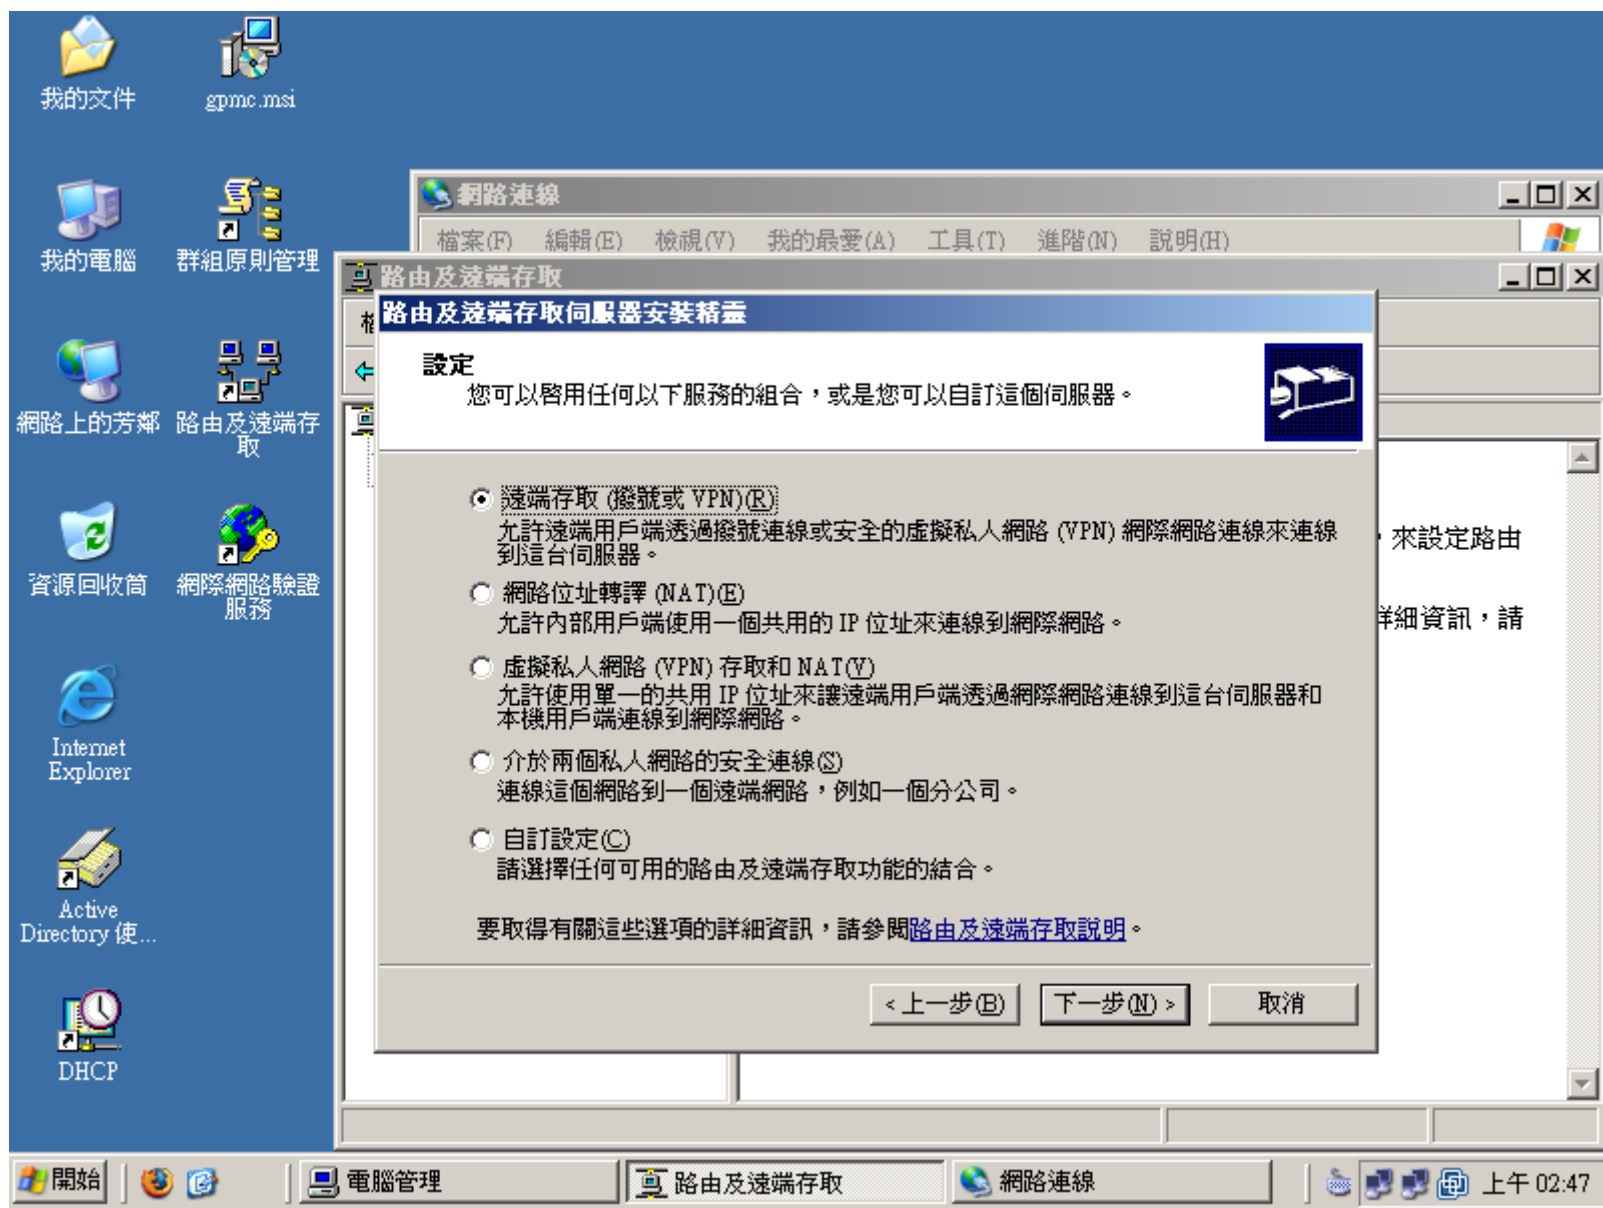 我的文件
gpmc.msi
我的電腦
群組原則管理
網路上的芳鄰
路由及遠端存
取
資源回收筒
網際網路驗證
服務
Internet
Explorer
Active
Directory 使...
DHCP
網路連線
檔案(F) 編輯(E) 檢視(V) 我的最愛(A) 工具(T) 進階(N) 說明(H)
路由及遠端存取
路由及遠端存取伺服器安裝精靈
設定
您可以啓用任何以下服務的組合，或是您可以自訂這個伺服器。
遠端存取 (撥號或 VPN)(R)
允許遠端用戶端透過撥號連線或安全的虛擬私人網路 (VPN) 網際網路連線來連線
到這台伺服器。
網路位址轉譯 (NAT)(E)
允許內部用戶端使用一個共用的 IP 位址來連線到網際網路。
虛擬私人網路 (VPN) 存取和 NAT(V)
允許使用單一的共用 IP 位址來讓遠端用戶端透過網際網路連線到這台伺服器和
本機用戶端連線到網際網路。
介於兩個私人網路的安全連線(S)
連線這個網路到一個遠端網路，例如一個分公司。
自訂設定(C)
請選擇任何可用的路由及遠端存取功能的結合。
要取得有關這些選項的詳細資訊，請參閱路由及遠端存取說明。
< 上一步(B) 下一步(N) > 取消
，來設定路由
詳細資訊，請
開始 電腦管理 路由及遠端存取 網路連線 上午 02:47